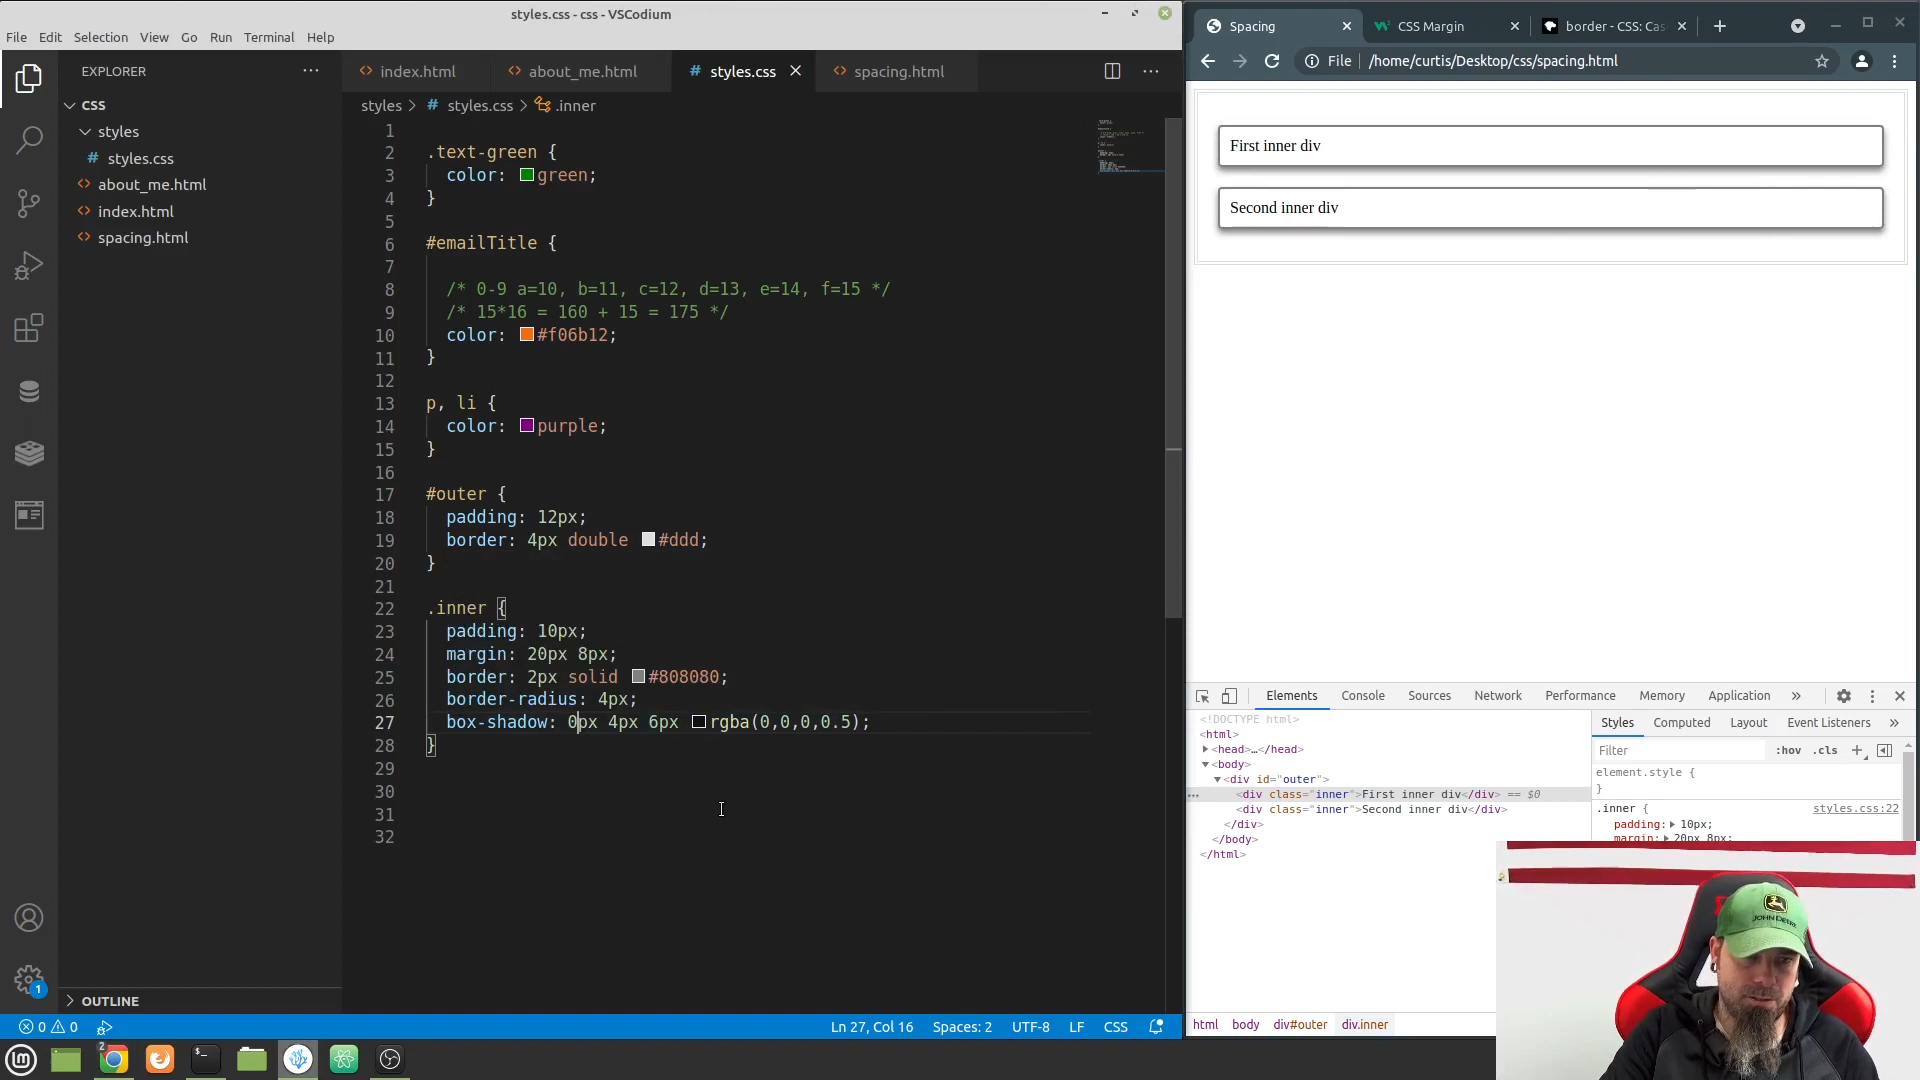 styles.css - css - VSCodium
File Edit Selection View Go Run Terminal Help
EXPLORER
CSS
styles
# styles.css
<> about_me.html
<> index.html
<> spacing.html
OUTLINE
<> index.html
<> about_me.html
# styles.css
<> spacing.html
styles > # styles.css > .inner
1
2 .text-green {
3 color: green;
4 }
5
6 #emailTitle {
7
8 /* 0-9 a=10, b=11, c=12, d=13, e=14, f=15 */
9 /* 15*16 = 160 + 15 = 175 */
10 color: #f06b12;
11 }
12
13 p, li {
14 color: purple;
15 }
16
17 #outer {
18 padding: 12px;
19 border: 4px double #ddd;
20 }
21
22 .inner {
23 padding: 10px;
24 margin: 20px 8px;
25 border: 2px solid #808080;
26 border-radius: 4px;
27 box-shadow: 0px 4px 6px rgba(0,0,0,0.5);
28 }
29
30
31
32
1
0 0
Ln 27, Col 16 Spaces: 2 UTF-8 LF CSS
2
Spacing
CSS Margin
border - CSS: Cas
File | /home/curtis/Desktop/css/spacing.html
First inner div
Second inner div
Elements Console Sources Network Performance Memory Application »
<!DOCTYPE html>
<html>
<head>…</head>
<body>
<div id="outer">
<div class="inner">First inner div</div> == $0
<div class="inner">Second inner div</div>
</div>
</body>
</html>
Styles Computed Layout Event Listeners »
Filter :hov .cls +
element.style {
}
.inner { styles.css:22
padding: 10px;
margin: 20px 8px;
html body div#outer div.inner
JOHN DEERE